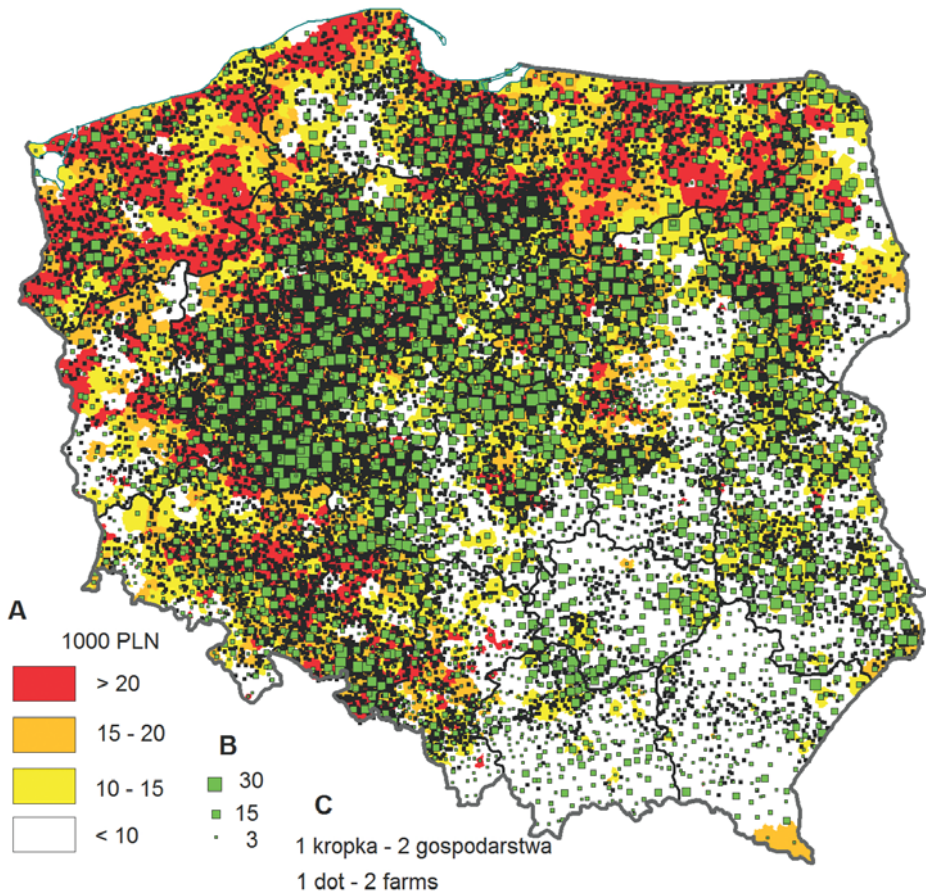 A
1000 PLN
> 20
15 - 20
10 - 15
< 10
B
30
15
3
C
1 kropka - 2 gospodarstwa
1 dot - 2 farms